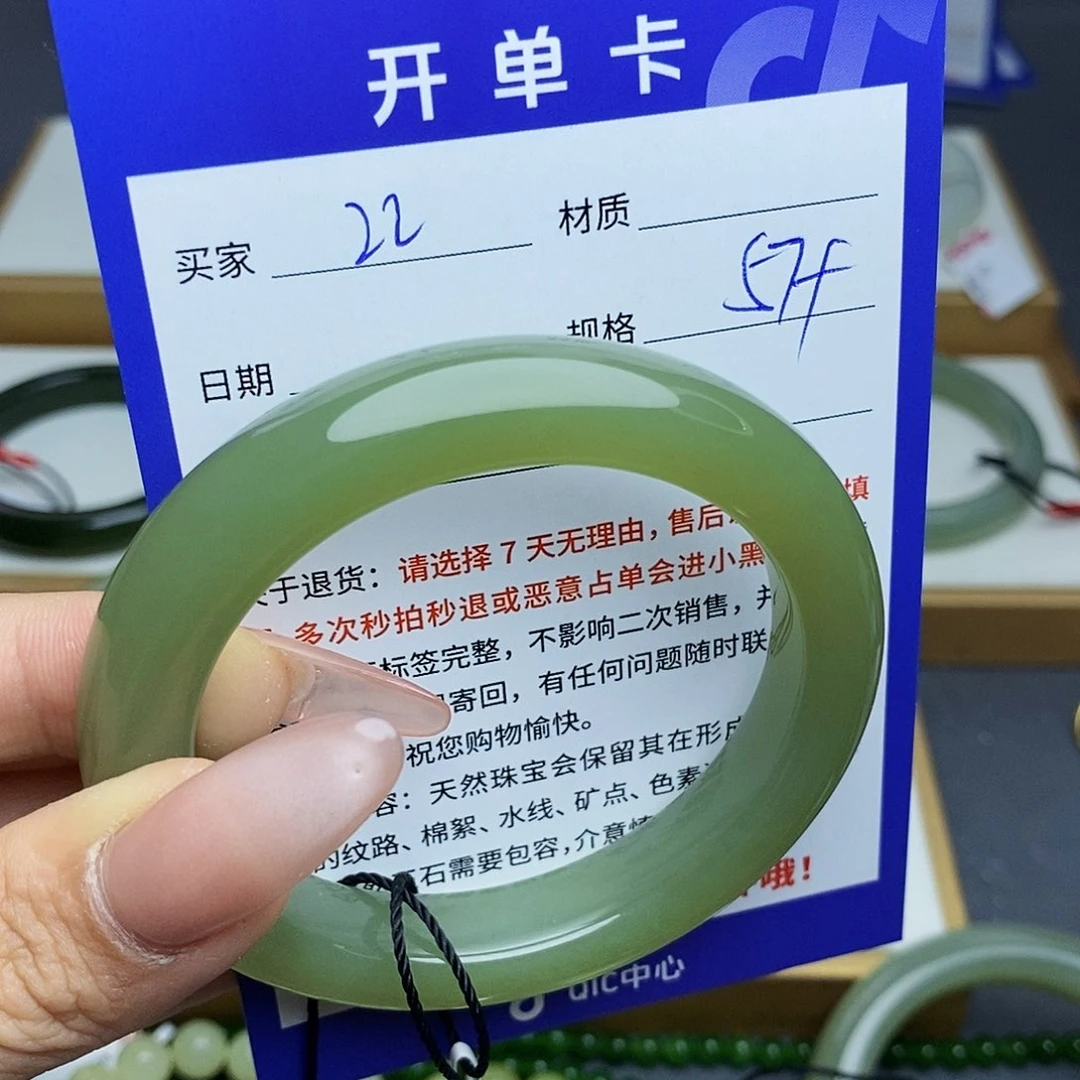 开单卡
买家 22 材质
规格 57+
日期
填
于退货：请选择 7 天无理由，售后
多次秒拍秒退或恶意占单会进小黑
标签完整，不影响二次销售，并
寄回，有任何问题随时联
祝您购物愉快。
容：天然珠宝会保留其在形成
的纹路、棉絮、水线、矿点、色素
石需要包容，介意慎
哦！
中心